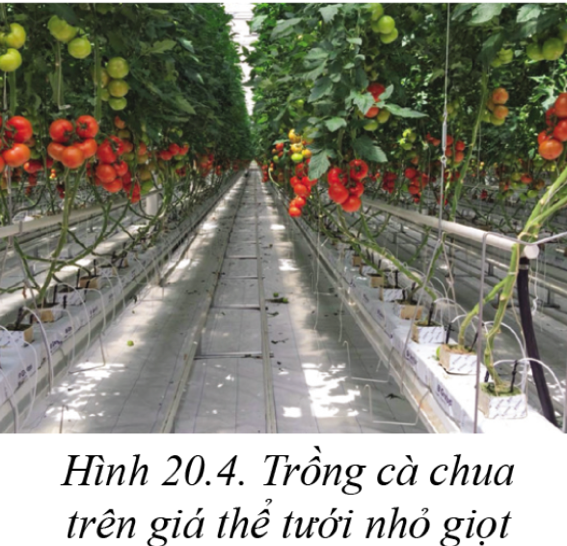 Hình 20.4. Trồng cà chua
trên giá thể tưới nhỏ giọt